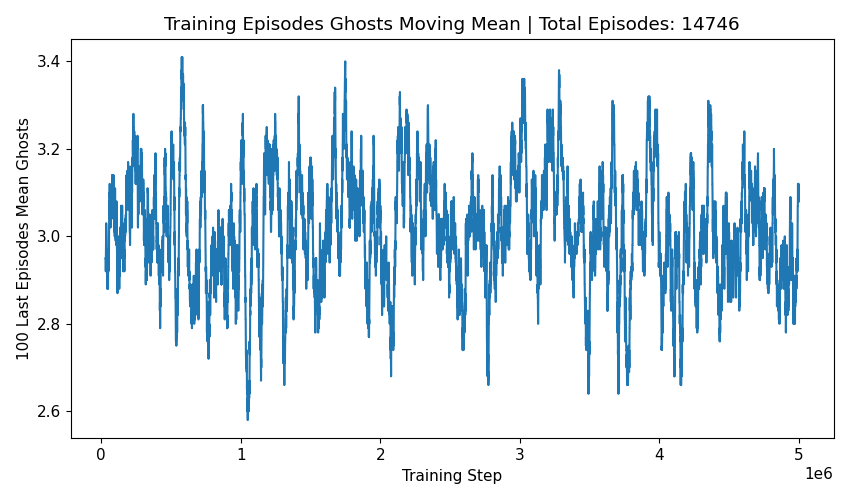 Training Episodes Ghosts Moving Mean | Total Episodes: 14746
100 Last Episodes Mean Ghosts
3.4
3.2
3.0
2.8
2.6
0 1 2 3 4 5
1e6
Training Step